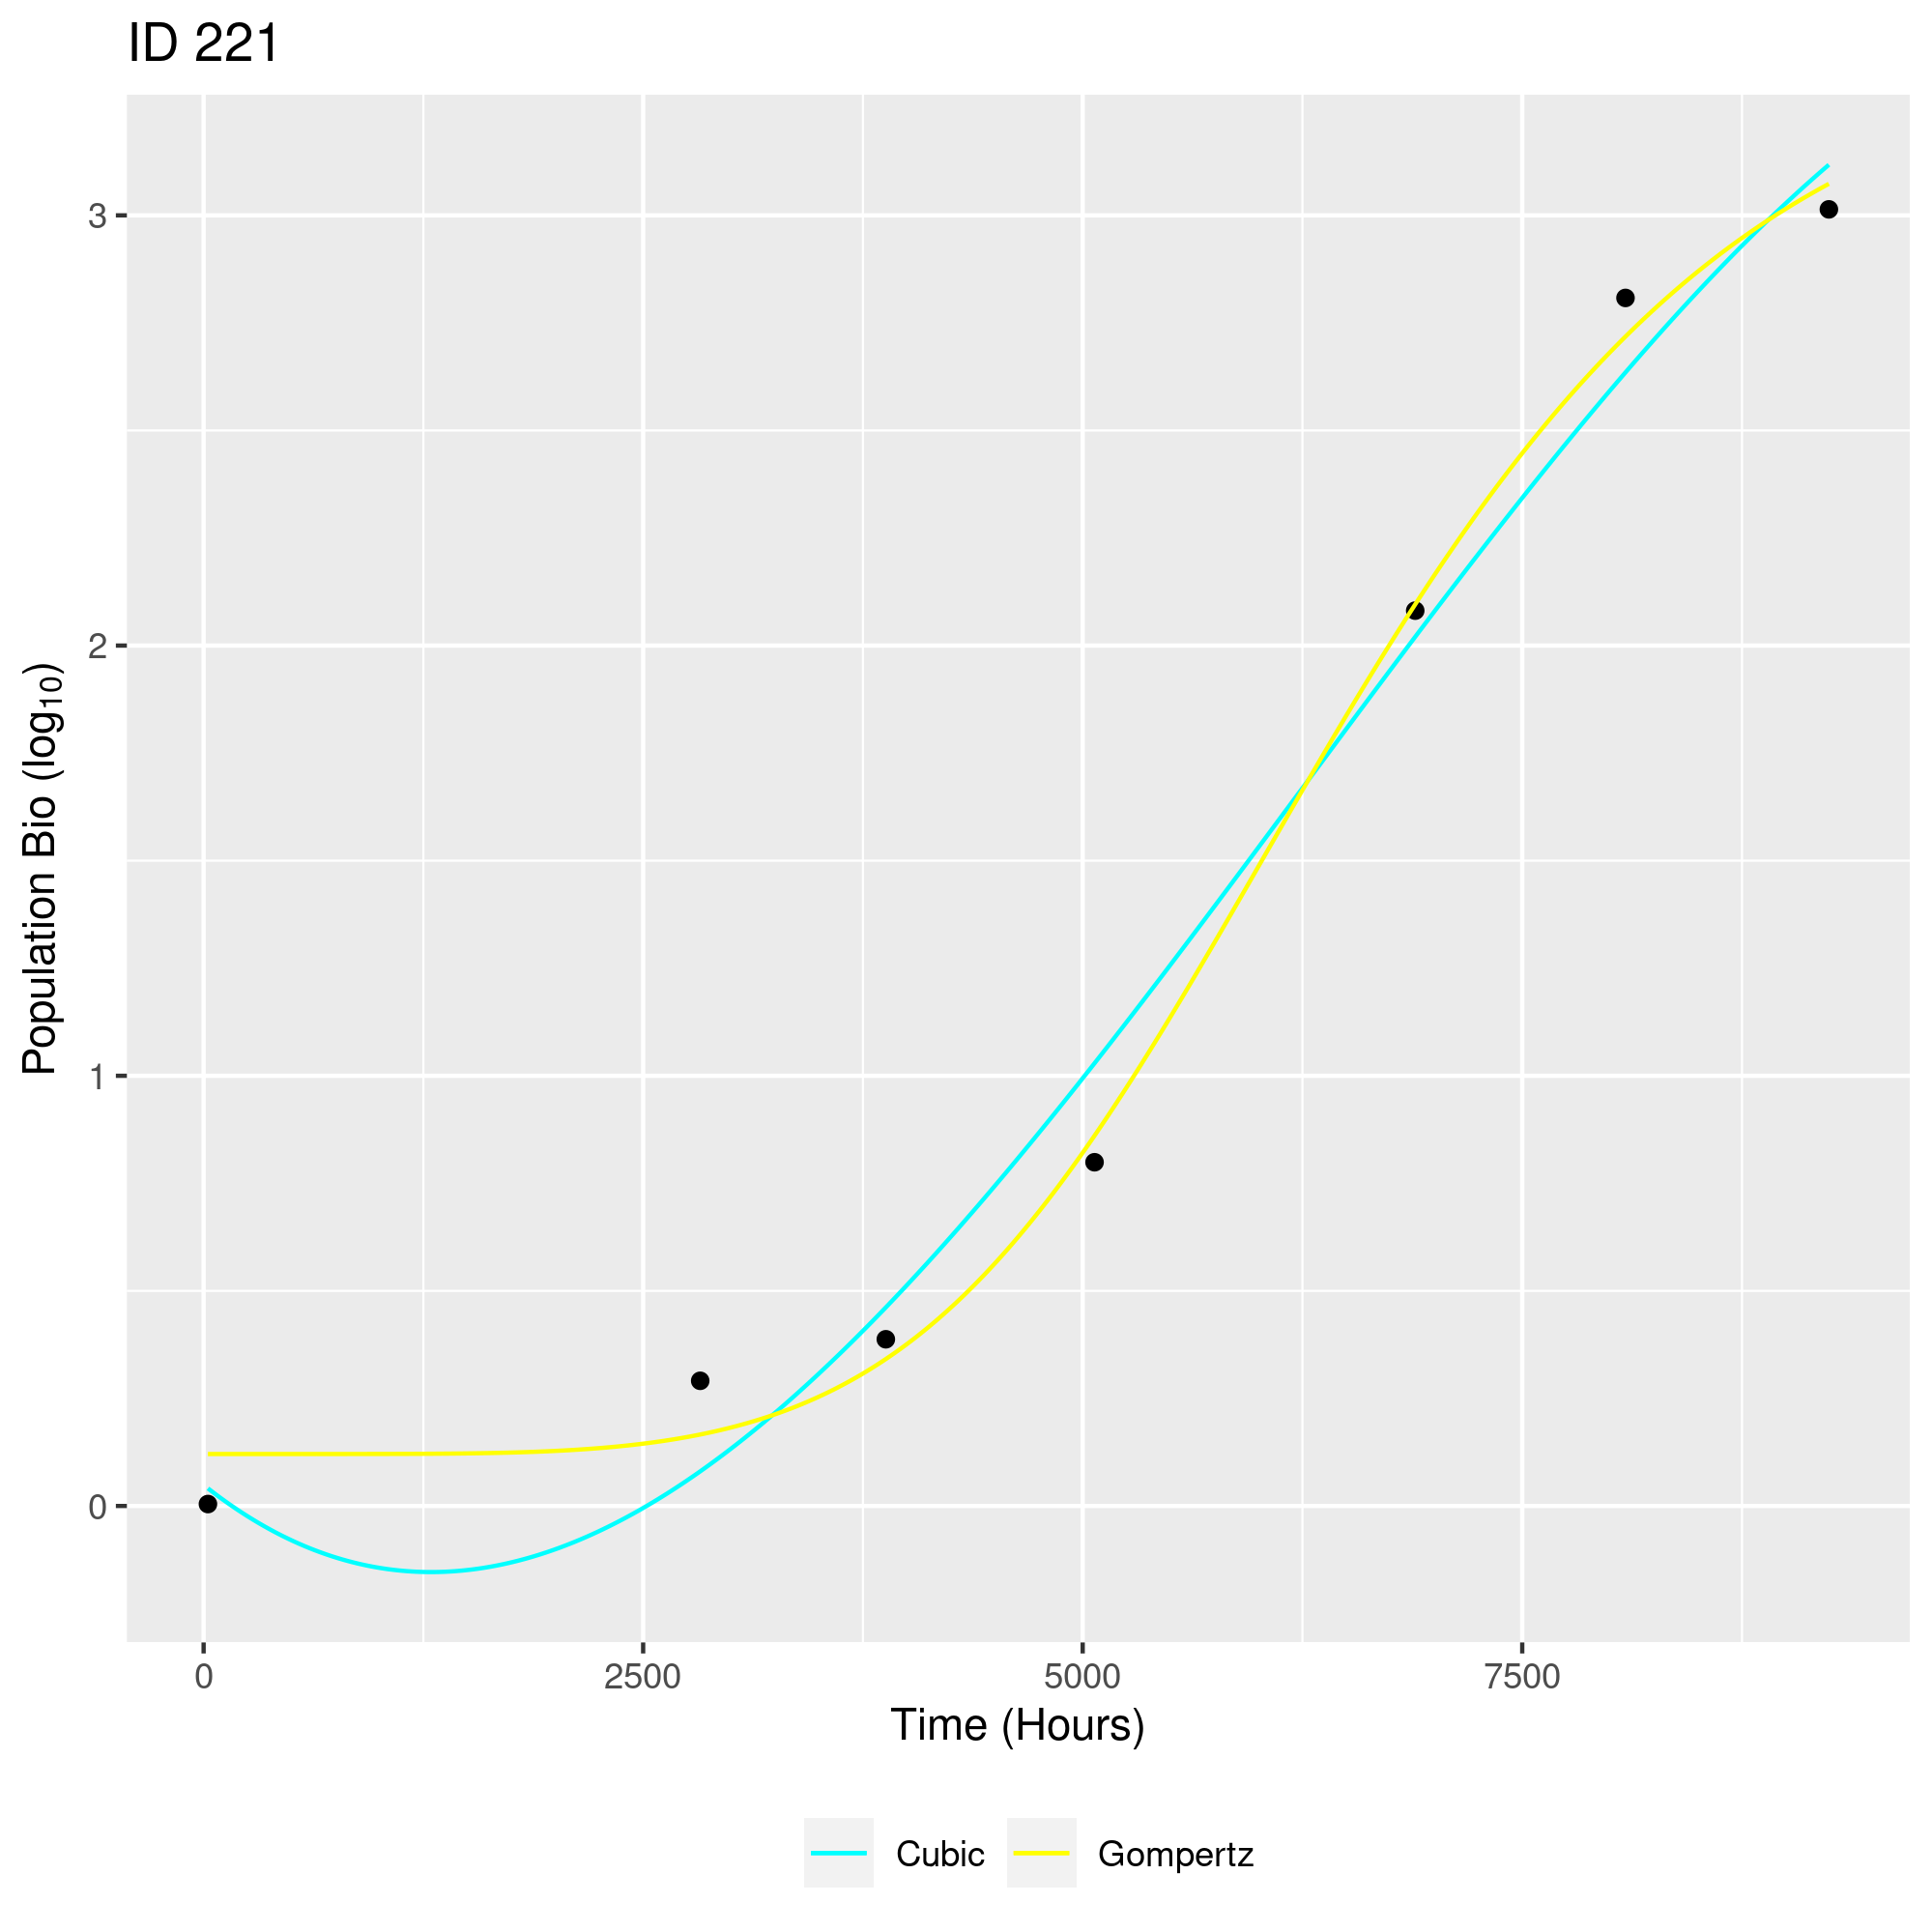 ID 221
Population Bio (log₁₀)
3
2
1
0
0 2500 5000 7500
Time (Hours)
Cubic Gompertz